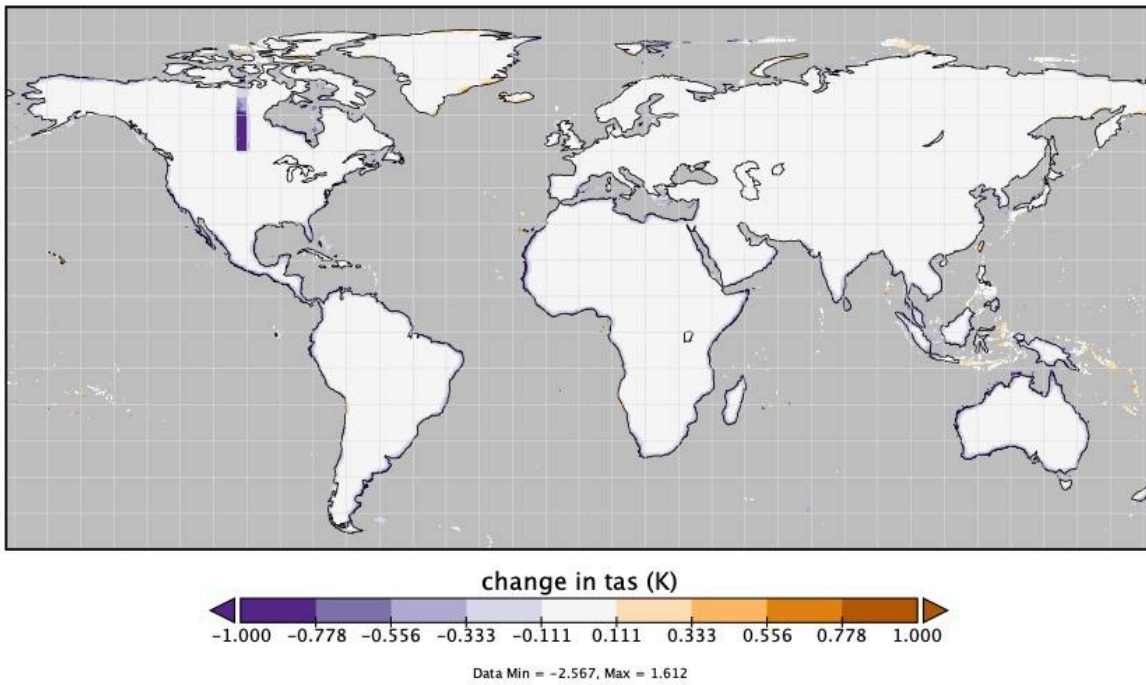 change in tas (K)
-1.000 -0.778 -0.556 -0.333 -0.111 0.111 0.333 0.556 0.778 1.000
Data Min = -2.567, Max = 1.612